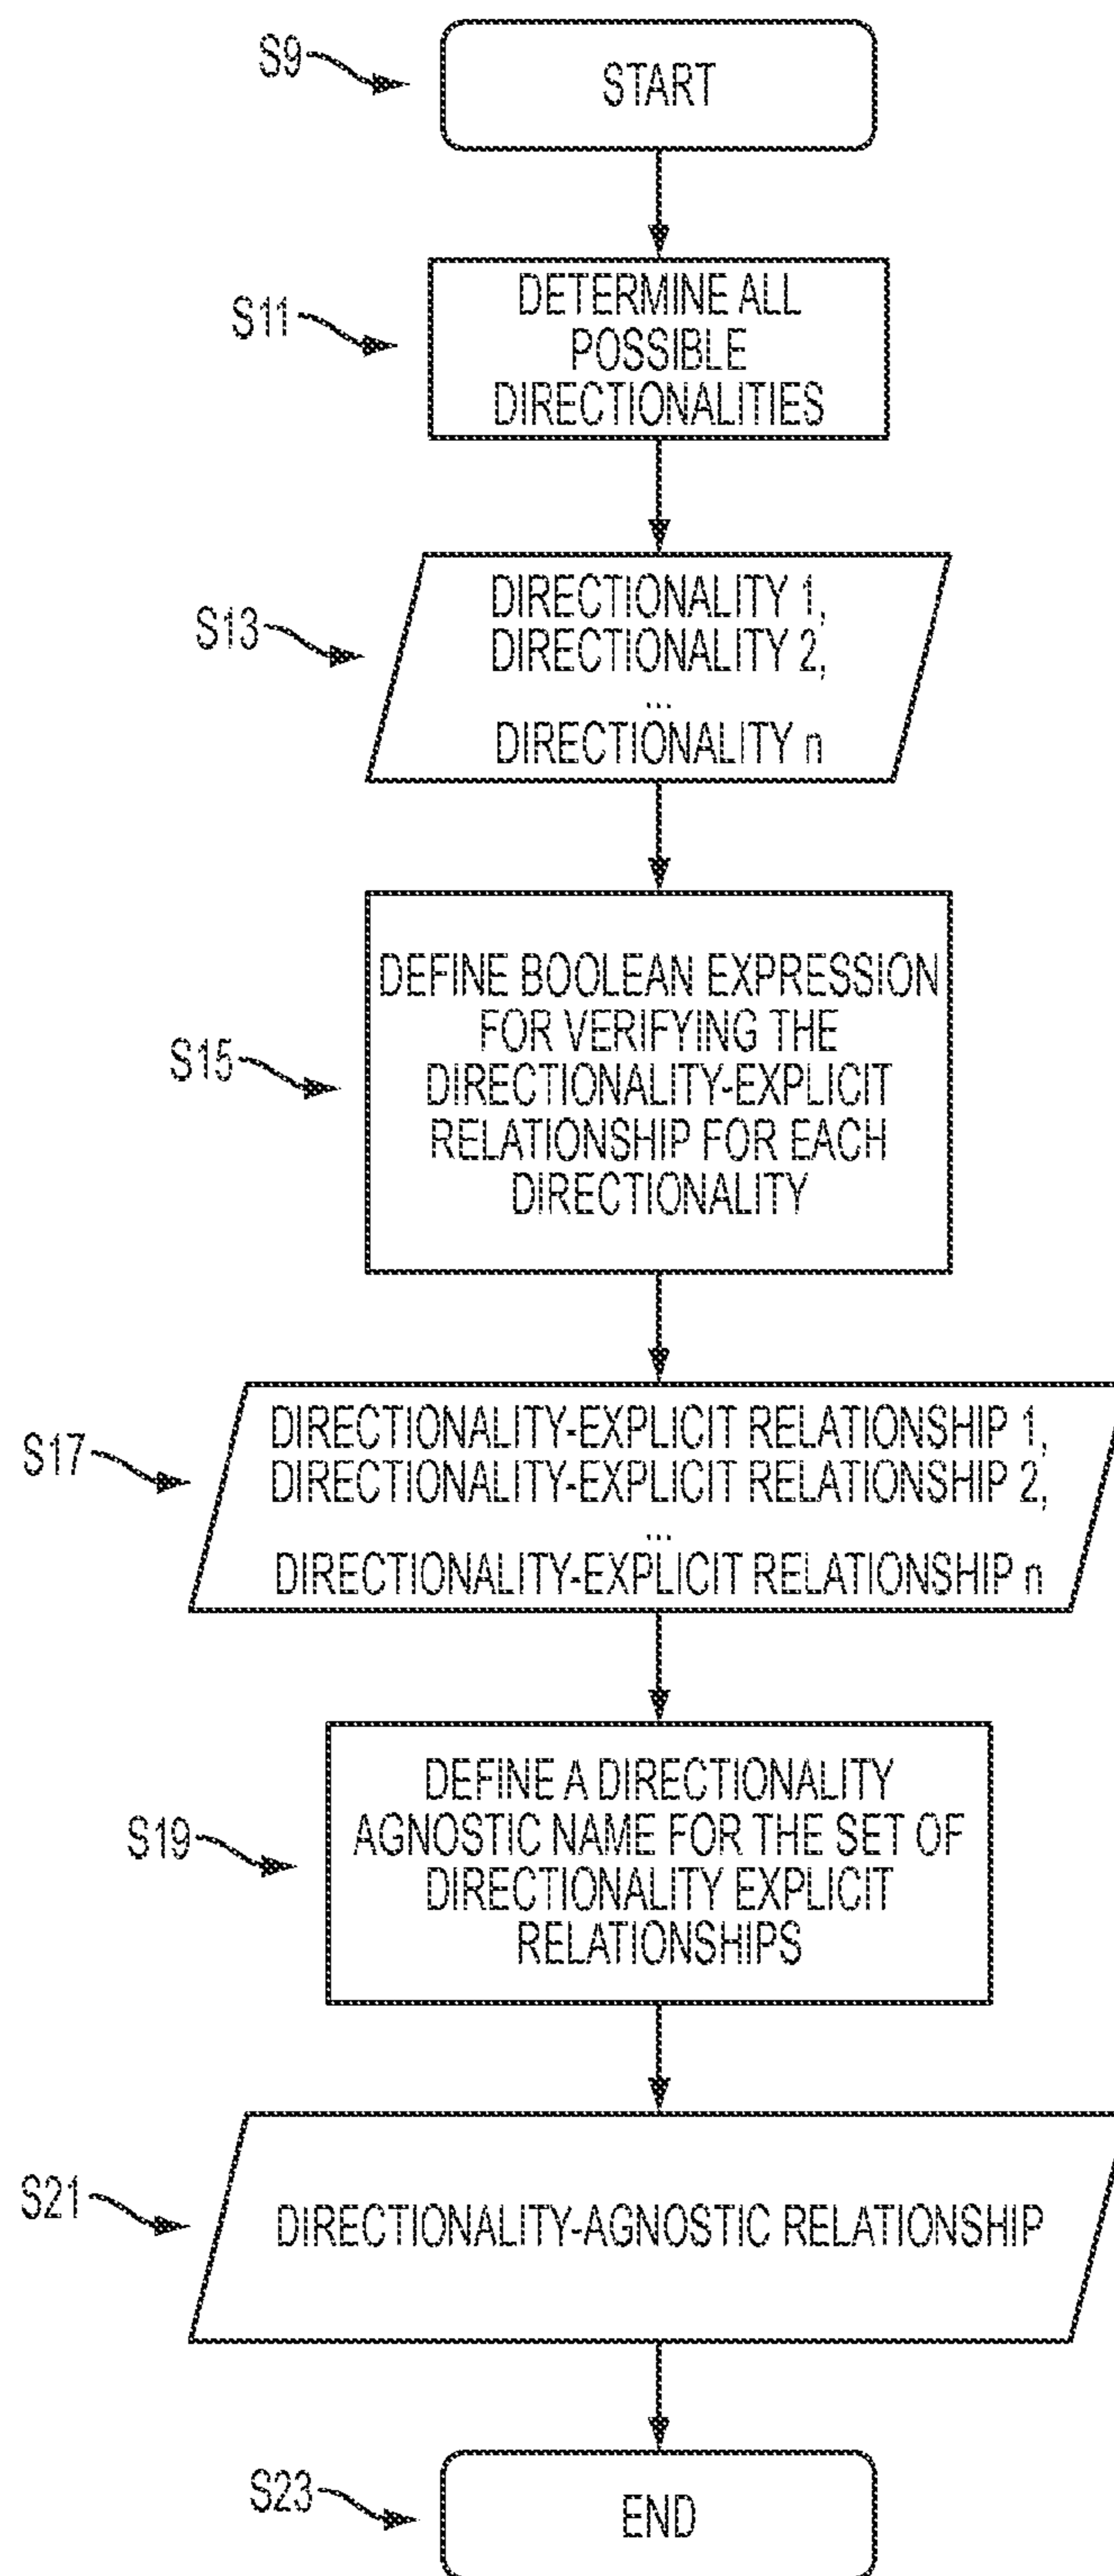 S9
START
S11
DETERMINE ALL
POSSIBLE
DIRECTIONALITIES
S13
DIRECTIONALITY 1,
DIRECTIONALITY 2,
...
DIRECTIONALITY n
S15
DEFINE BOOLEAN EXPRESSION
FOR VERIFYING THE
DIRECTIONALITY-EXPLICIT
RELATIONSHIP FOR EACH
DIRECTIONALITY
S17
DIRECTIONALITY-EXPLICIT RELATIONSHIP 1,
DIRECTIONALITY-EXPLICIT RELATIONSHIP 2,
...
DIRECTIONALITY-EXPLICIT RELATIONSHIP n
S19
DEFINE A DIRECTIONALITY
AGNOSTIC NAME FOR THE SET OF
DIRECTIONALITY EXPLICIT
RELATIONSHIPS
S21
DIRECTIONALITY-AGNOSTIC RELATIONSHIP
S23
END